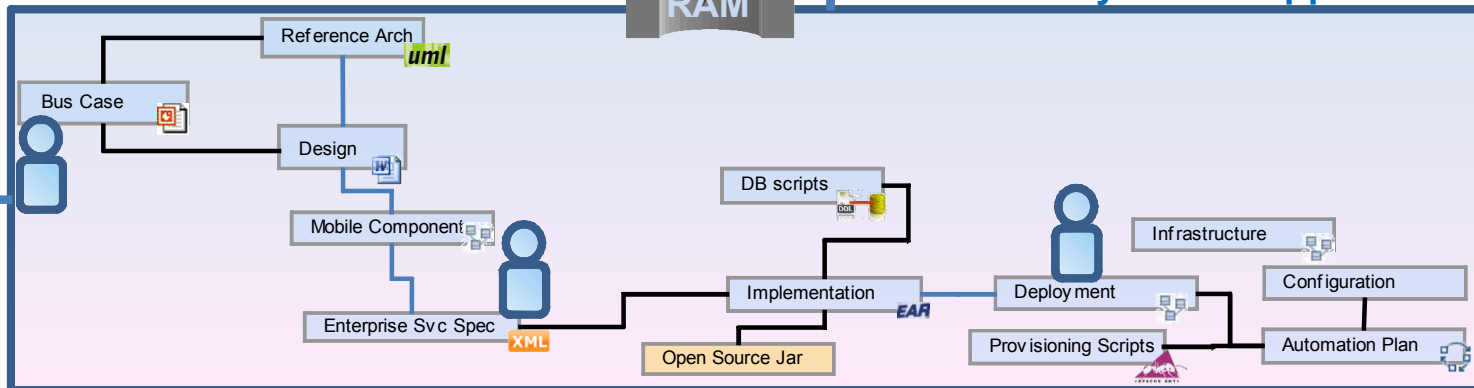 RAM
Reference Arch
uml
Bus Case
Design
DB scripts
DDL
Mobile Component
Infrastructure
Configuration
Implementation
EAR
Deployment
Enterprise Svc Spec
XML
Open Source Jar
Provisioning Scripts
Automation Plan